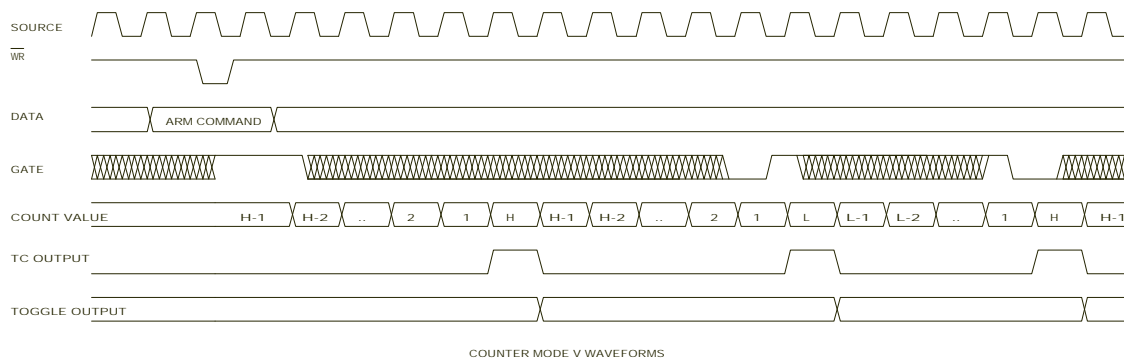 SOURCE
WR
DATA ARM COMMAND
GATE
COUNT VALUE H-1 H-2 .. 2 1 H H-1 H-2 .. 2 1 L L-1 L-2 .. 1 H H-1
TC OUTPUT
TOGGLE OUTPUT
COUNTER MODE V WAVEFORMS